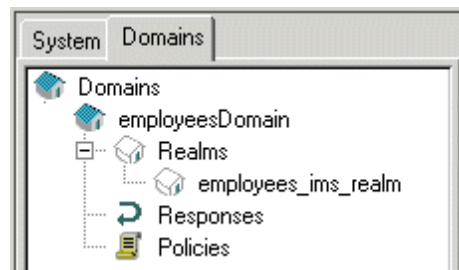 System Domains
Domains
employeesDomain
Realms
employees_ims_realm
Responses
Policies